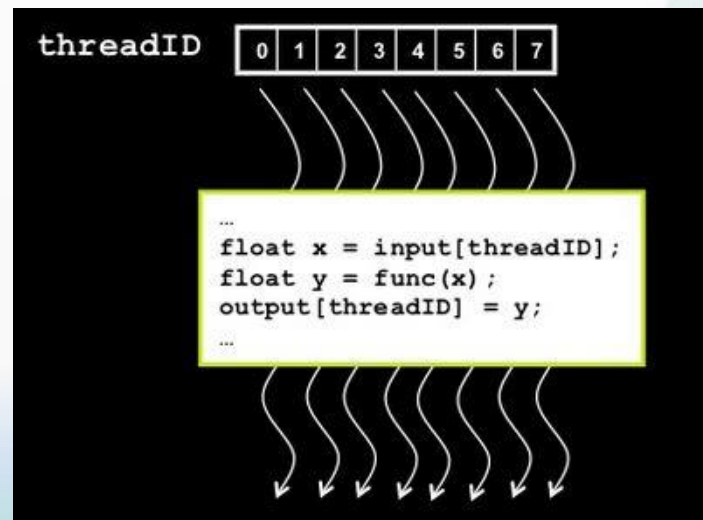 threadID 0 1 2 3 4 5 6 7
...
float x = input[threadID];
float y = func(x);
output[threadID] = y;
...